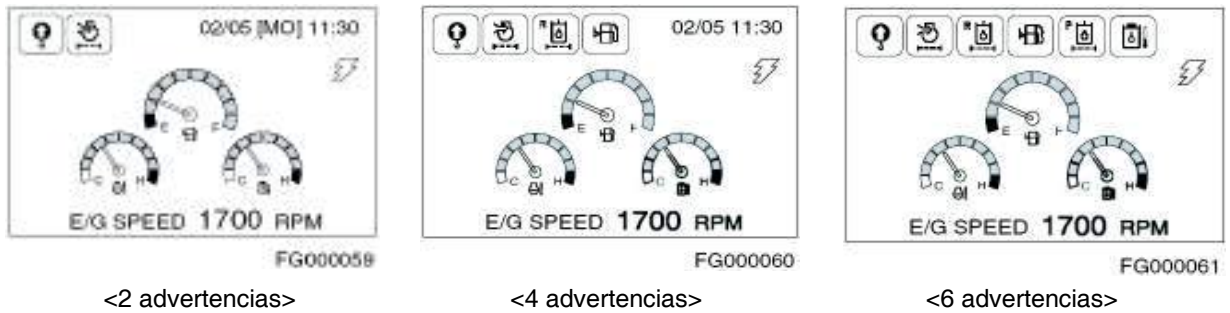 02/05 [MO] 11:30
E F
C H C H
E/G SPEED 1700 RPM
FG000059
<2 advertencias>
R
02/05 11:30
E F
C H C H
E/G SPEED 1700 RPM
FG000060
<4 advertencias>
R P
E F
C H C H
E/G SPEED 1700 RPM
FG000061
<6 advertencias>